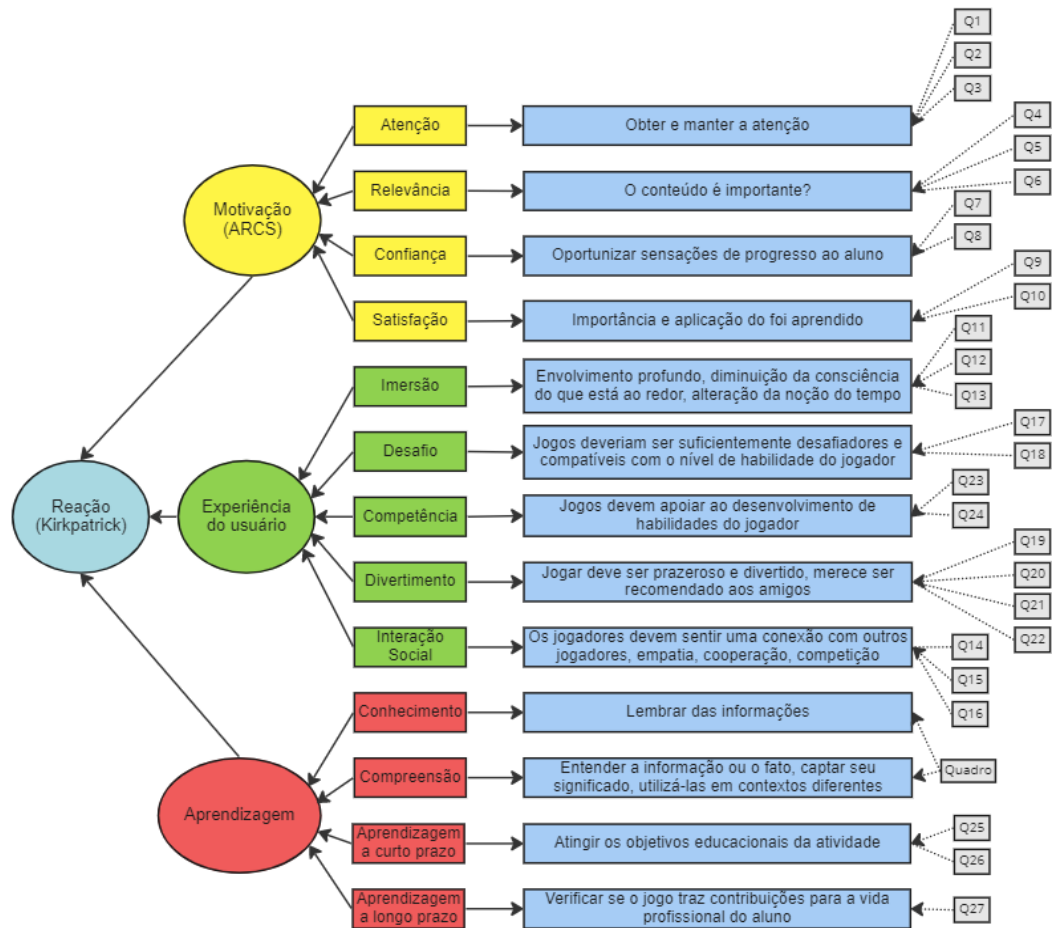 Q1
Q2
Q3
Atenção
Obter e manter a atenção
Q4
Q5
Q6
Relevância
O conteúdo é importante?
Motivação
(ARCS)
Q7
Q8
Confiança
Oportunizar sensações de progresso ao aluno
Q9
Q10
Satisfação
Importância e aplicação do foi aprendido
Q11
Q12
Q13
Imersão
Envolvimento profundo, diminuição da consciência
do que está ao redor, alteração da noção do tempo
Q17
Q18
Desafio
Jogos deveriam ser suficientemente desafiadores e
compatíveis com o nível de habilidade do jogador
Reação
(Kirkpatrick)
Experiência
do usuário
Q23
Q24
Competência
Jogos devem apoiar ao desenvolvimento de
habilidades do jogador
Q19
Q20
Q21
Q22
Divertimento
Jogar deve ser prazeroso e divertido, merece ser
recomendado aos amigos
Interação
Social
Os jogadores devem sentir uma conexão com outros
jogadores, empatia, cooperação, competição
Q14
Q15
Q16
Conhecimento
Lembrar das informações
Quadro
Compreensão
Entender a informação ou o fato, captar seu
significado, utilizá-las em contextos diferentes
Aprendizagem
Aprendizagem
a curto prazo
Atingir os objetivos educacionais da atividade
Q25
Q26
Aprendizagem
a longo prazo
Verificar se o jogo traz contribuições para a vida
profissional do aluno
Q27